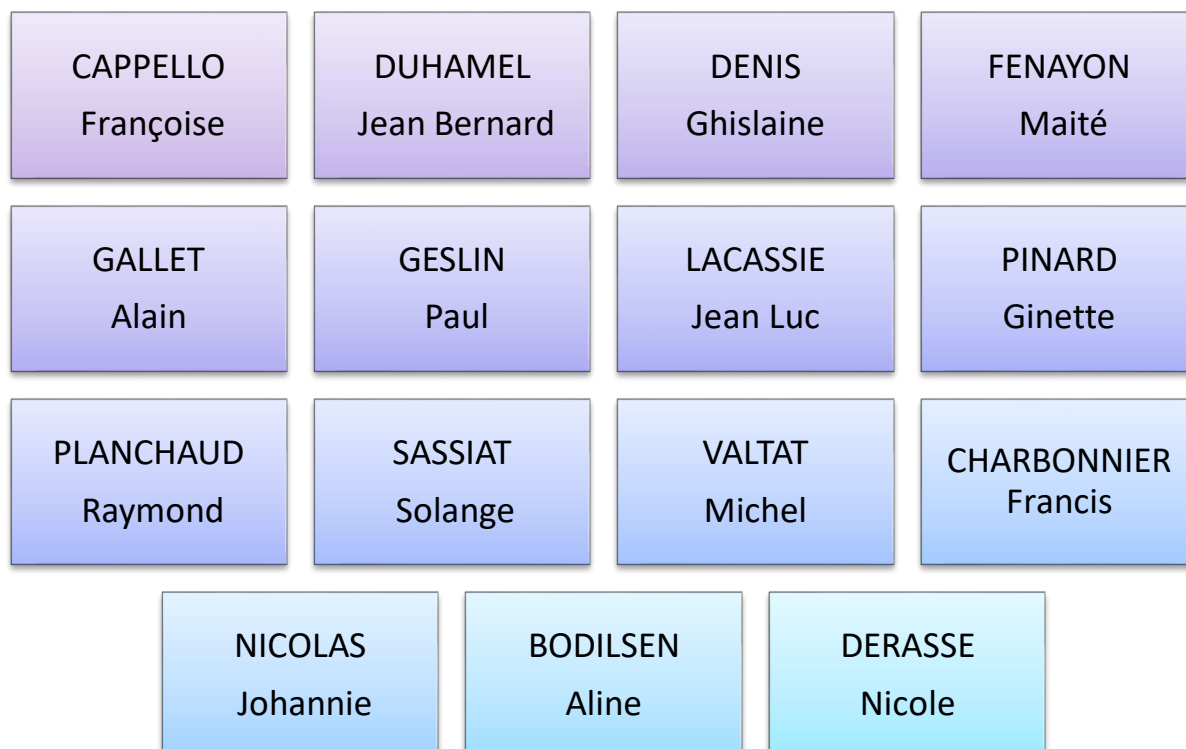 CAPPELLO
Françoise
DUHAMEL
Jean Bernard
DENIS
Ghislaine
FENAYON
Maité
GALLET
Alain
GESLIN
Paul
LACASSIE
Jean Luc
PINARD
Ginette
PLANCHAUD
Raymond
SASSIAT
Solange
VALTAT
Michel
CHARBONNIER
Francis
NICOLAS
Johannie
BODILSEN
Aline
DERASSE
Nicole